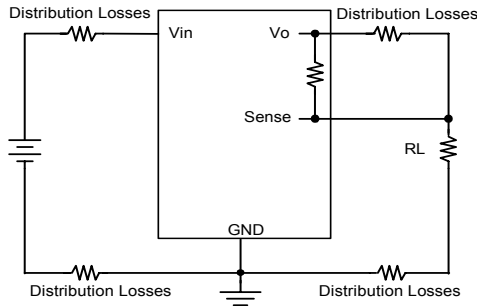 Distribution Losses
Distribution Losses
Vin
Vo
Sense
RL
GND
Distribution Losses
Distribution Losses